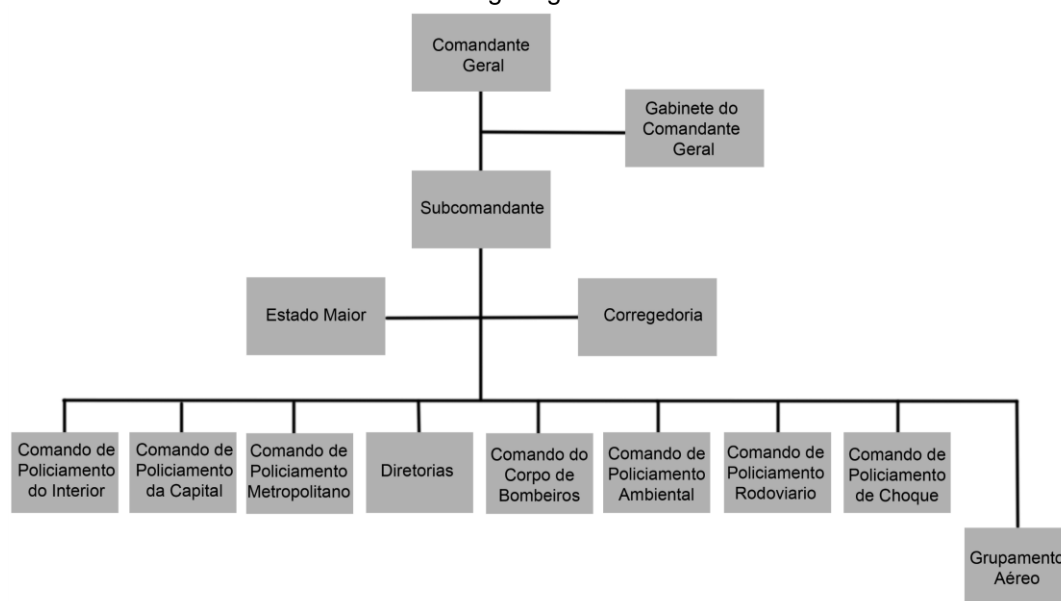 Comandante
Geral
Gabinete do
Comandante
Geral
Subcomandante
Estado Maior
Corregedoria
Comando de
Policiamento
do Interior
Comando de
Policiamento
da Capital
Comando de
Policiamento
Metropolitano
Diretorias
Comando do
Corpo de
Bombeiros
Comando de
Policiamento
Ambiental
Comando de
Policiamento
Rodoviario
Comando de
Policiamento
de Choque
Grupamento
Aéreo